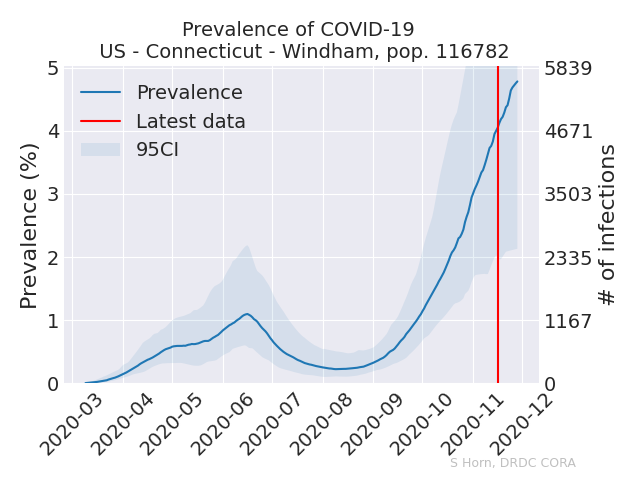 Prevalence of COVID-19
US - Connecticut - Windham, pop. 116782
Prevalence
Latest data
95CI
Prevalence (%)
5
4
3
2
1
0
5839
4671
3503
2335
1167
0
# of infections
2020-03
2020-04
2020-05
2020-06
2020-07
2020-08
2020-09
2020-10
2020-11
2020-12
S Horn, DRDC CORA